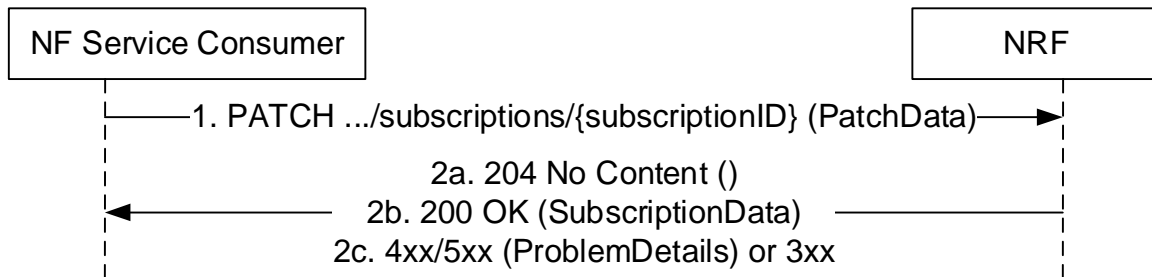 NF Service Consumer
NRF
1. PATCH .../subscriptions/{subscriptionID} (PatchData)
2a. 204 No Content ()
2b. 200 OK (SubscriptionData)
2c. 4xx/5xx (ProblemDetails) or 3xx